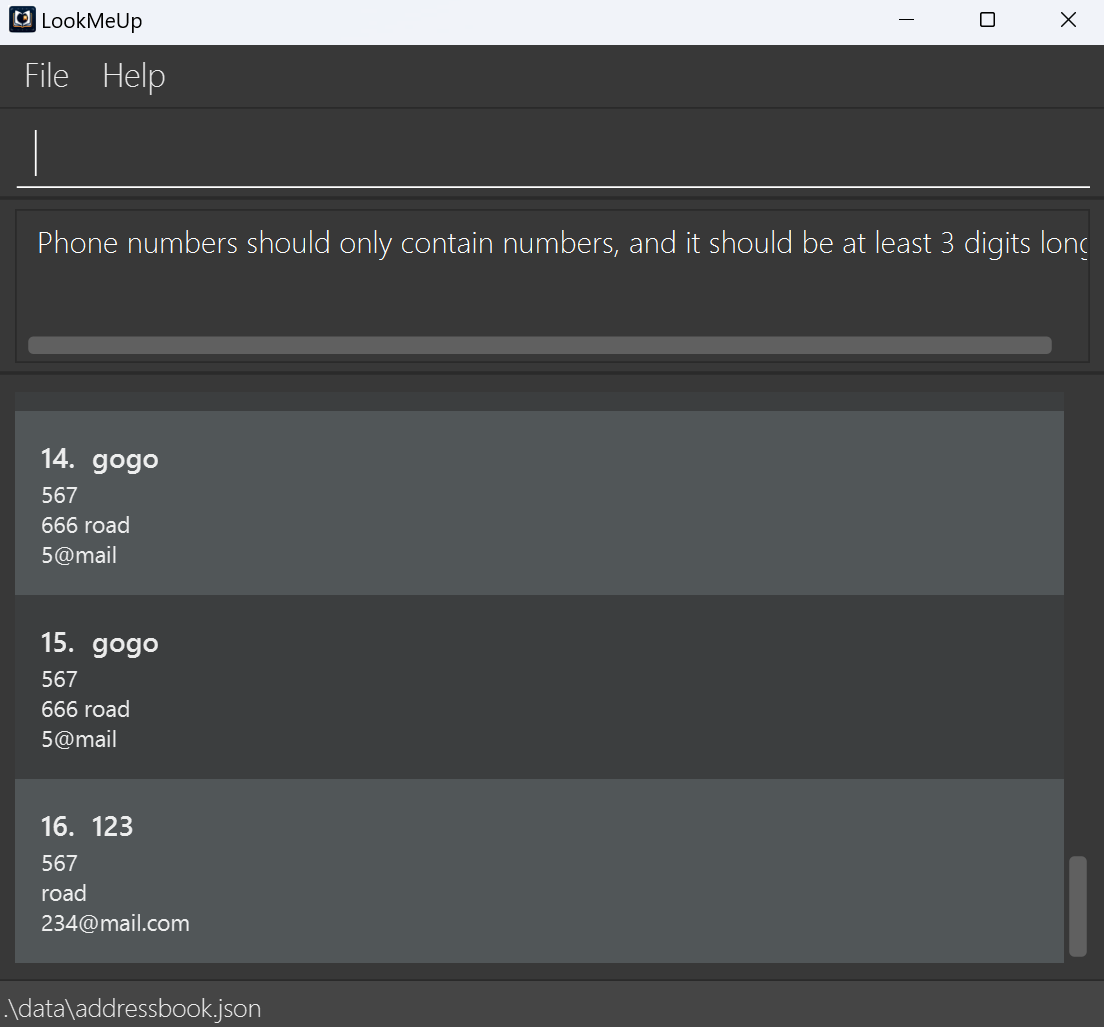 LookMeUp
File Help
Phone numbers should only contain numbers, and it should be at least 3 digits long
14. gogo
567
666 road
5@mail
15. gogo
567
666 road
5@mail
16. 123
567
road
234@mail.com
.\data\addressbook.json